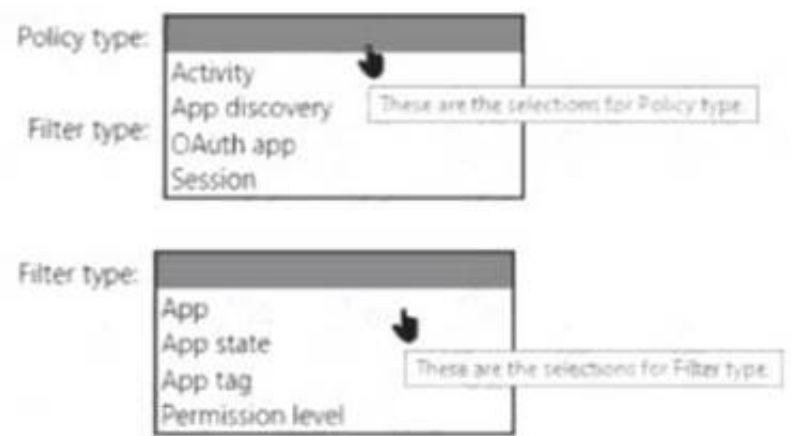 Policy type:
Activity
App discovery
These are the selections for Policy type.
Filter type:
OAuth app
Session
Filter type:
App
App state
These are the selections for Filter type.
App tag
Permission level